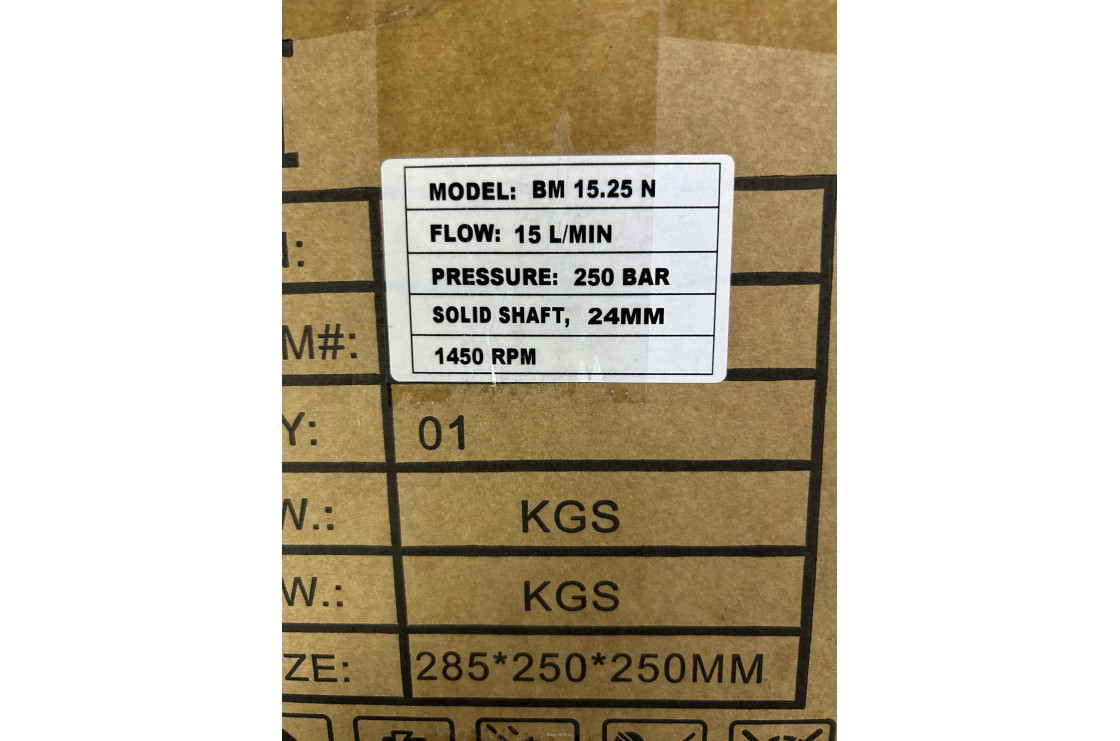 MODEL: BM 15.25 N
FLOW: 15 L/MIN
PRESSURE: 250 BAR
SOLID SHAFT, 24MM
1450 RPM
M#:
Y: 01
W.: KGS
W.: KGS
ZE: 285*250*250MM